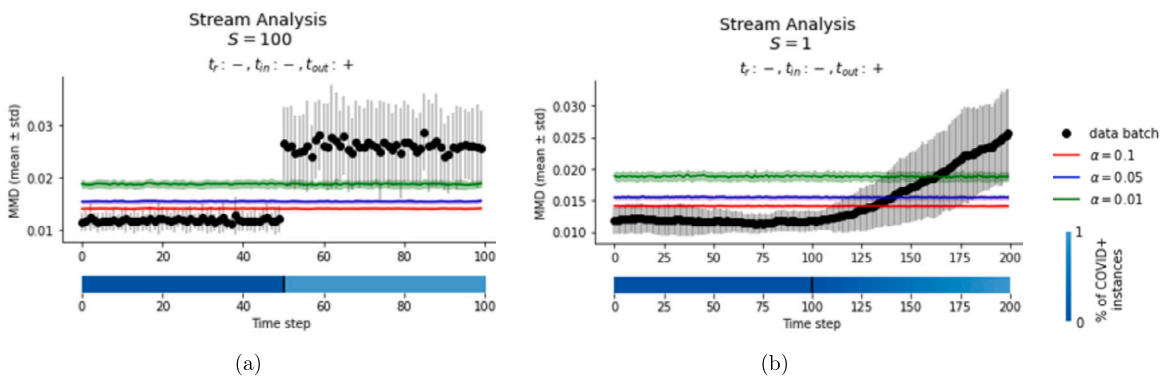 Stream Analysis
S = 100
t_r: −, t_in: −, t_out: +
MMD (mean ± std)
0.03
0.02
0.01
0 20 40 60 80 100
0 20 40 60 80 100
Time step
(a)
Stream Analysis
S = 1
t_r: −, t_in: −, t_out: +
MMD (mean ± std)
0.030
0.025
0.020
0.015
0.010
0 25 50 75 100 125 150 175 200
0 25 50 75 100 125 150 175 200
Time step
(b)
data batch
α = 0.1
α = 0.05
α = 0.01
1
0
% of COVID+
instances